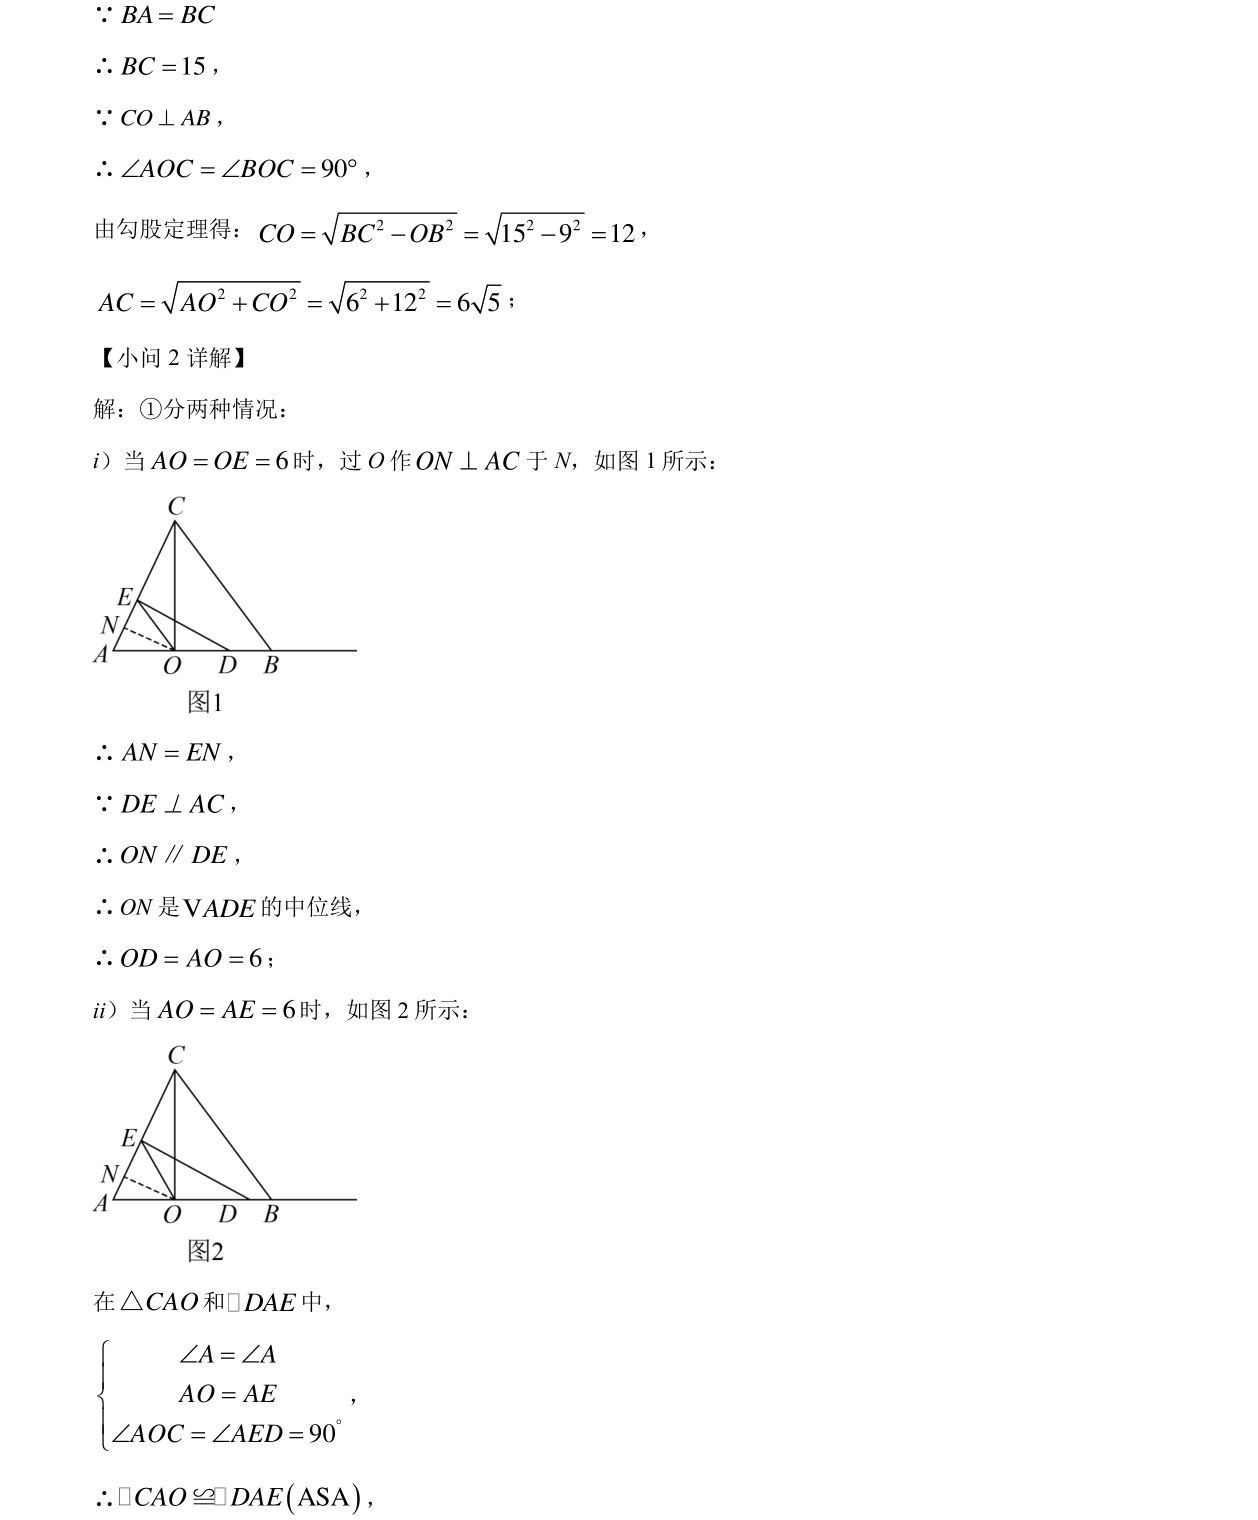 ∵ BA = BC
∴ BC = 15，
∵ CO ⊥ AB，
∴ ∠AOC = ∠BOC = 90°，
由勾股定理得：CO = √(BC² − OB²) = √(15² − 9²) = 12，
AC = √(AO² + CO²) = √(6² + 12²) = 6√5；
【小问 2 详解】
解：①分两种情况：
i）当 AO = OE = 6 时，过 O 作 ON ⊥ AC 于 N，如图 1 所示：
C
E
N
A O D B
图1
∴ AN = EN，
∵ DE ⊥ AC，
∴ ON ∥ DE，
∴ ON 是 VADE 的中位线，
∴ OD = AO = 6；
ii）当 AO = AE = 6 时，如图 2 所示：
C
E
N
A O D B
图2
在 △CAO 和 □DAE 中，
∠A = ∠A
AO = AE ，
∠AOC = ∠AED = 90°
∴ □CAO ≌ □DAE(ASA)，